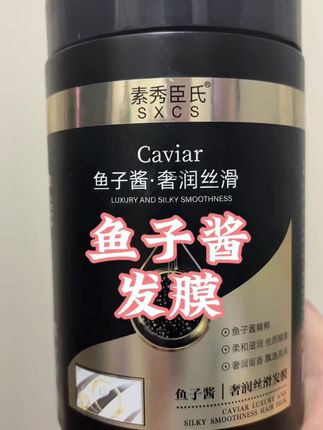 素秀臣氏®
SXCS
Caviar
鱼子酱·奢润丝滑
LUXURY AND SILKY SMOOTHNESS
鱼子酱
发膜
鱼子酱精粹
柔和滋润
奢润留香
鱼子酱 奢润丝滑发膜
CAVIAR LUXURY AND
SILKY SMOOTHNESS HAIR FILM